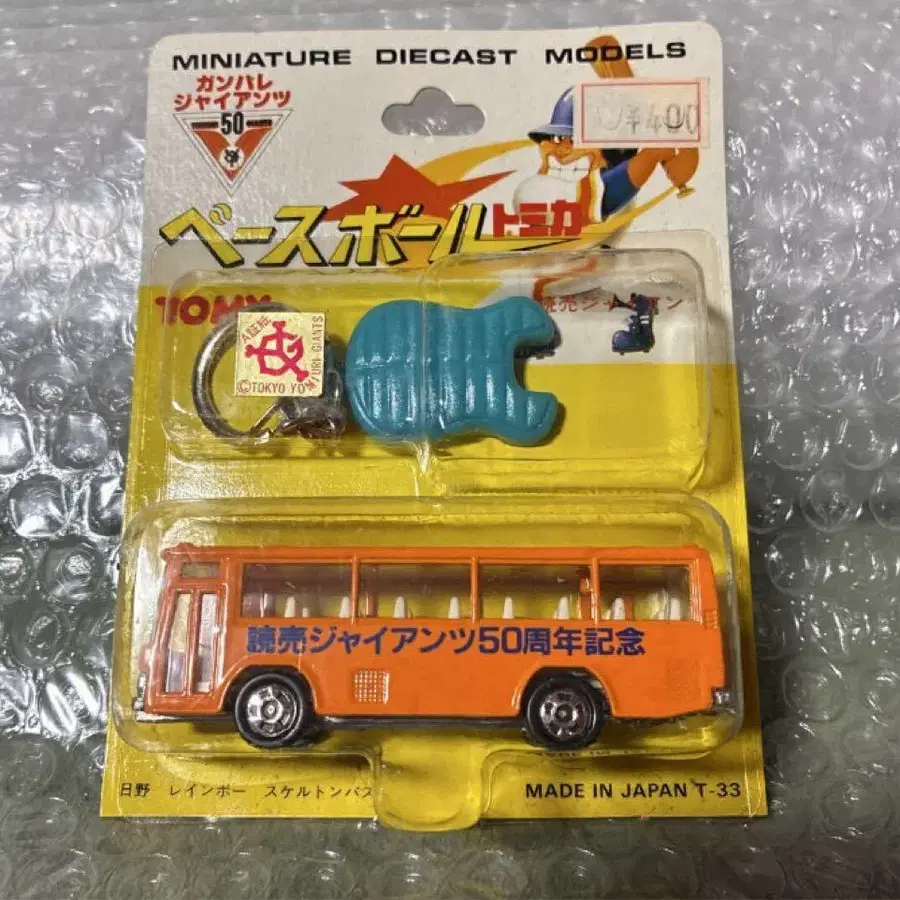 MINIATURE DIECAST MODELS
ガンバレ
ジャイアンツ
50
¥400
ベースボール
トミカ
TOMY
©TOKYO YO
URI GIANTS
読売ジャイアンツ50周年記念
日野 レインボー スケルトンバス
MADE IN JAPAN T-33